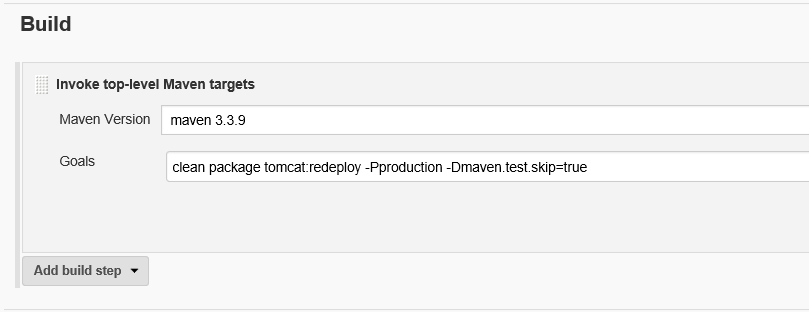 Build
Invoke top-level Maven targets
Maven Version maven 3.3.9
Goals clean package tomcat:redeploy -Pproduction -Dmaven.test.skip=true
Add build step